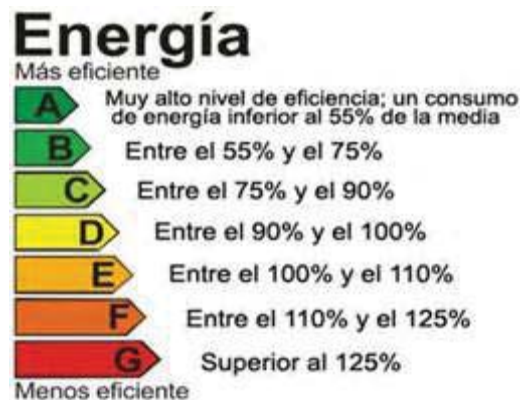 Energía
Más eficiente
A Muy alto nivel de eficiencia; un consumo
de energía inferior al 55% de la media
B Entre el 55% y el 75%
C Entre el 75% y el 90%
D Entre el 90% y el 100%
E Entre el 100% y el 110%
F Entre el 110% y el 125%
G Superior al 125%
Menos eficiente